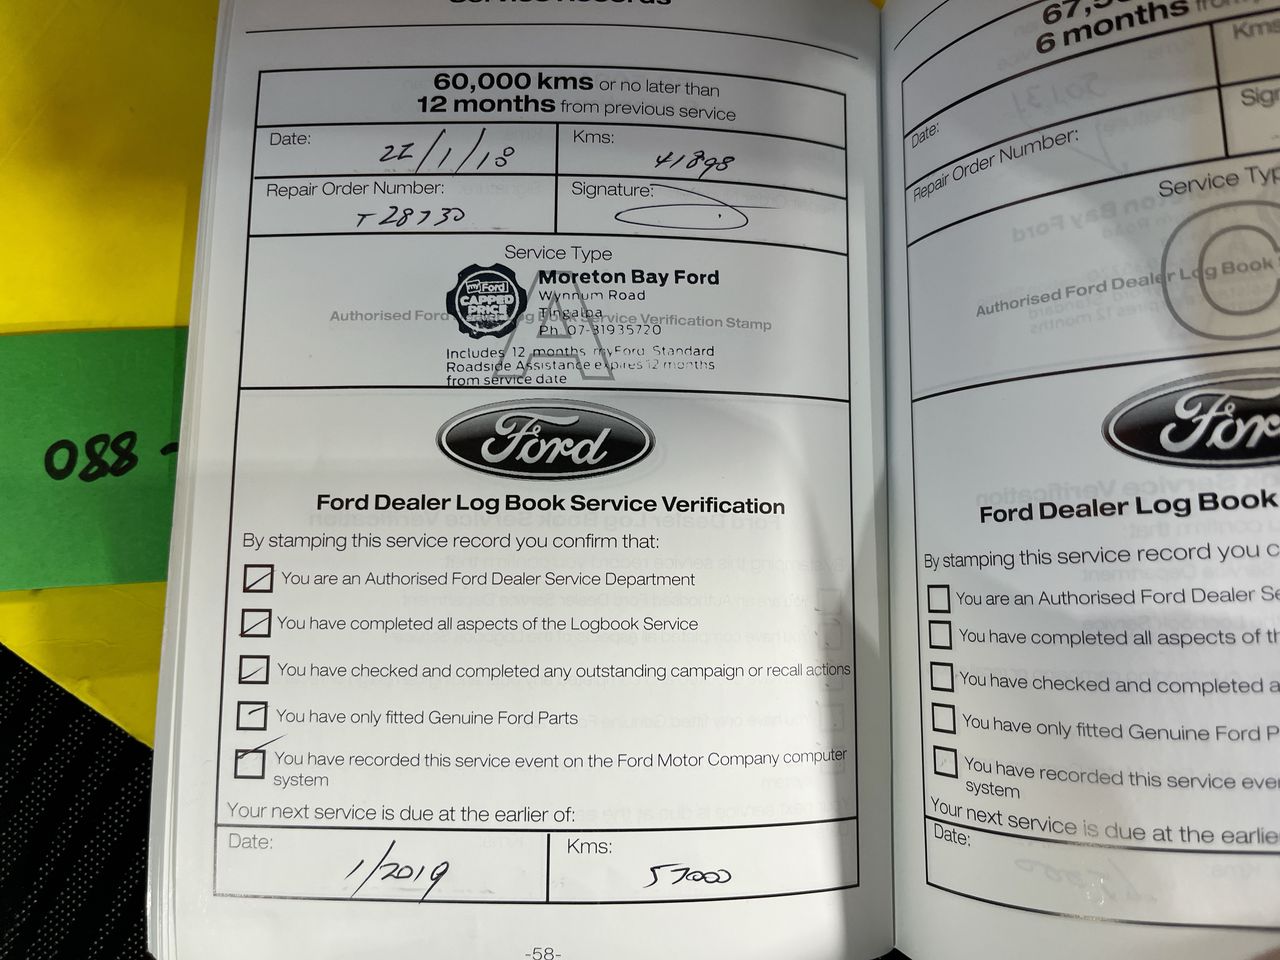 Service Records
60,000 kms or no later than
12 months from previous service
Date:
22/1/18
Kms:
41898
Repair Order Number:
T28730
Signature:
Service Type
A
Authorised Ford
Service Verification Stamp
myFord
CAPPED
PRICE
Moreton Bay Ford
Wynnum Road
Tingalpa
Ph 07-31935720
Includes 12 months myFord Standard
Roadside Assistance expires 12 months
from service date
Ford
Ford Dealer Log Book Service Verification
By stamping this service record you confirm that:
You are an Authorised Ford Dealer Service Department
You have completed all aspects of the Logbook Service
You have checked and completed any outstanding campaign or recall actions
You have only fitted Genuine Ford Parts
You have recorded this service event on the Ford Motor Company computer
system
Your next service is due at the earlier of:
Date:
1/2019
Kms:
57000
-58-
088-
6 months
Kms
Date:
Repair Order Number:
Service Typ
C
Authorised Ford Dealer Log Book
For
Ford Dealer Log Book
By stamping this service record you c
You are an Authorised Ford Dealer Se
You have completed all aspects of th
You have checked and completed a
You have only fitted Genuine Ford P
You have recorded this service eve
system
Your next service is due at the earlie
Date: